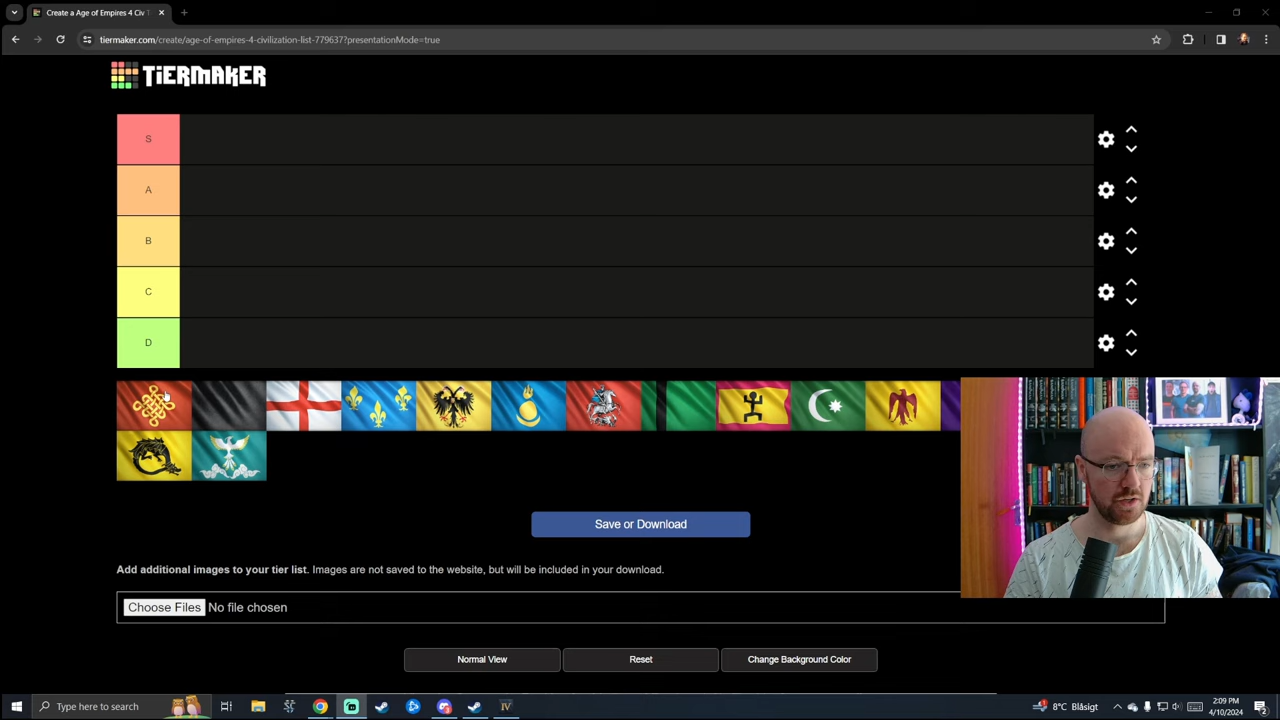 Create a Age of Empires 4 Civ
tiermaker.com/create/age-of-empires-4-civilization-list-779637?presentationMode=true
TiERMAKER
S
A
B
C
D
Save or Download
Add additional images to your tier list. Images are not saved to the website, but will be included in your download.
Choose Files No file chosen
Normal View
Reset
Change Background Color
Type here to search
IV
8°C Blåsigt
2:09 PM
4/10/2024
2